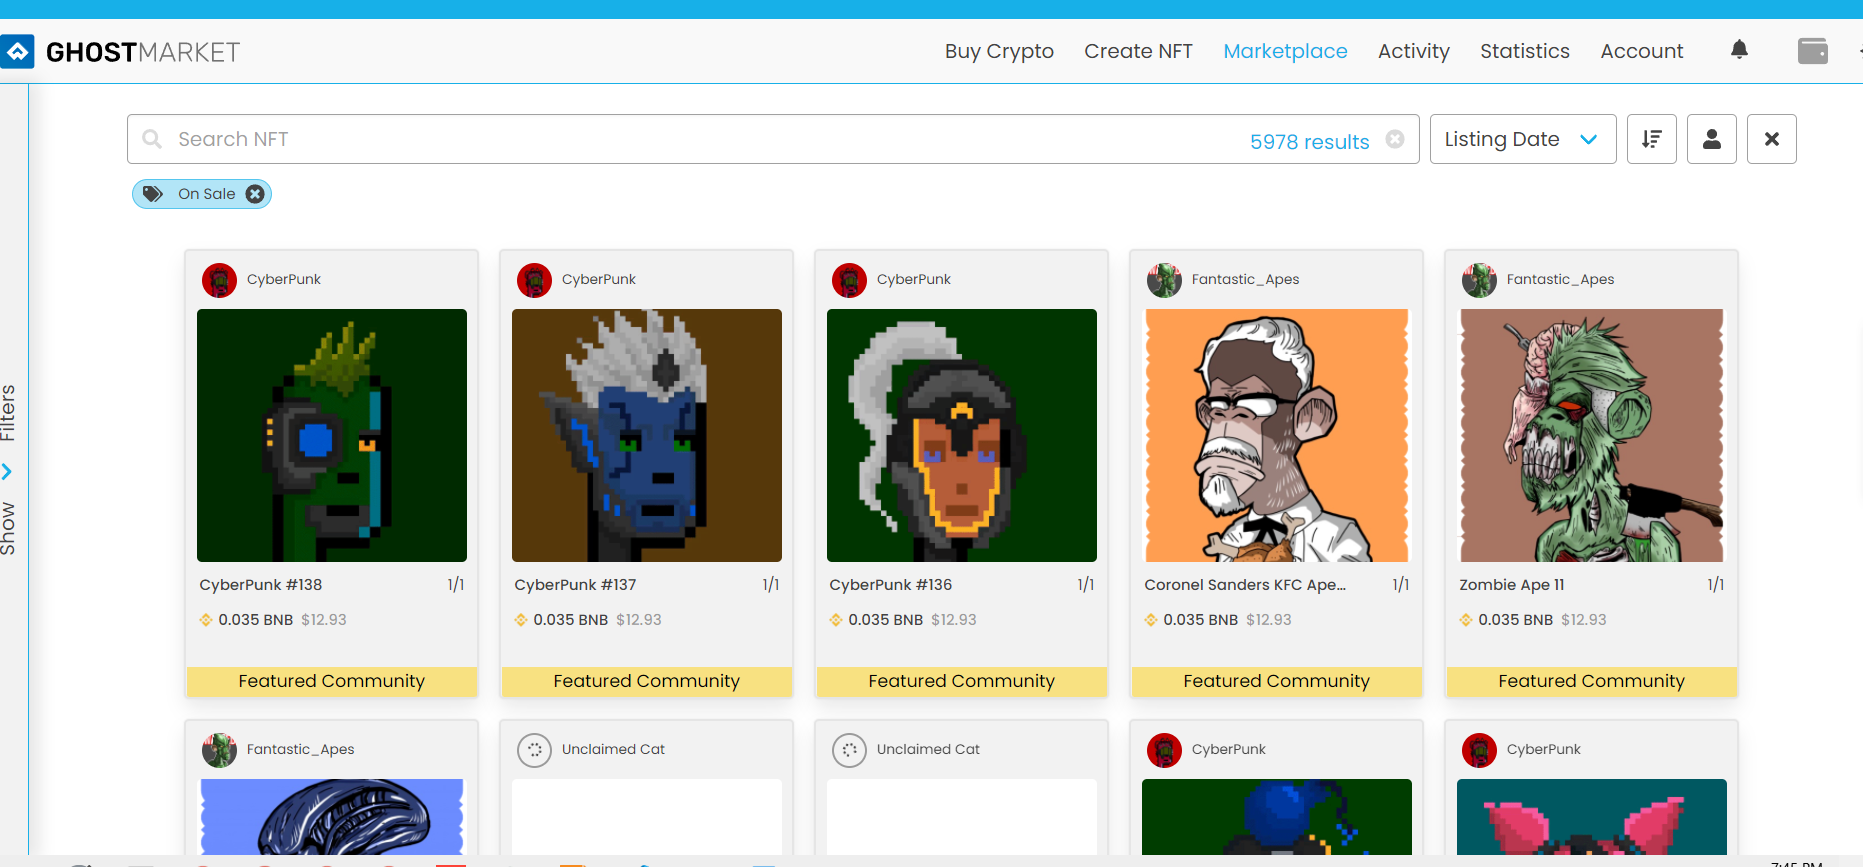 GHOSTMARKET
Buy Crypto Create NFT Marketplace Activity Statistics Account
Search NFT 5978 results Listing Date
On Sale
Show Filters
CyberPunk
CyberPunk #138 1/1
0.035 BNB $12.93
Featured Community
CyberPunk
CyberPunk #137 1/1
0.035 BNB $12.93
Featured Community
CyberPunk
CyberPunk #136 1/1
0.035 BNB $12.93
Featured Community
Fantastic_Apes
Coronel Sanders KFC Ape... 1/1
0.035 BNB $12.93
Featured Community
Fantastic_Apes
Zombie Ape 11 1/1
0.035 BNB $12.93
Featured Community
Fantastic_Apes
Unclaimed Cat
Unclaimed Cat
CyberPunk
CyberPunk
7:45 PM